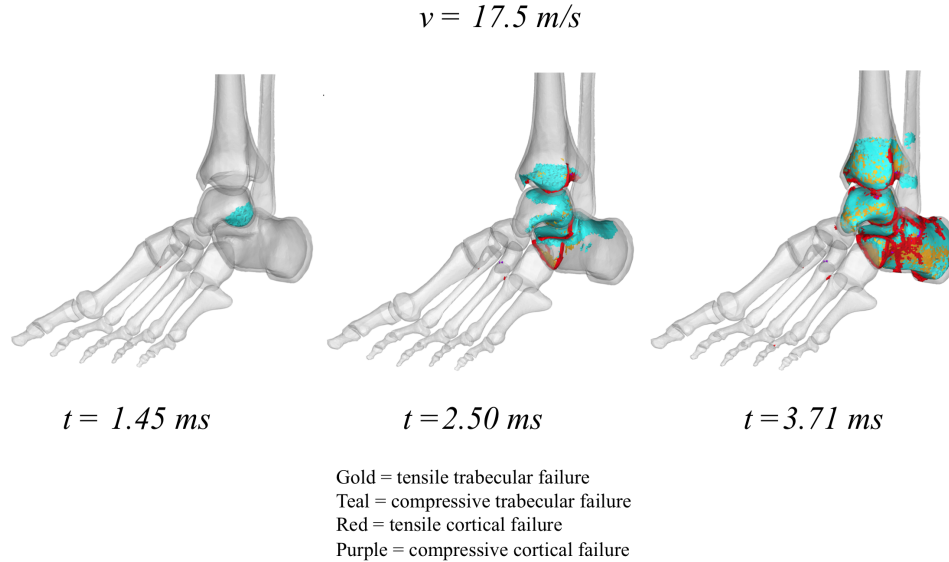 v = 17.5 m/s
t = 1.45 ms
t = 2.50 ms
t = 3.71 ms
Gold = tensile trabecular failure
Teal = compressive trabecular failure
Red = tensile cortical failure
Purple = compressive cortical failure